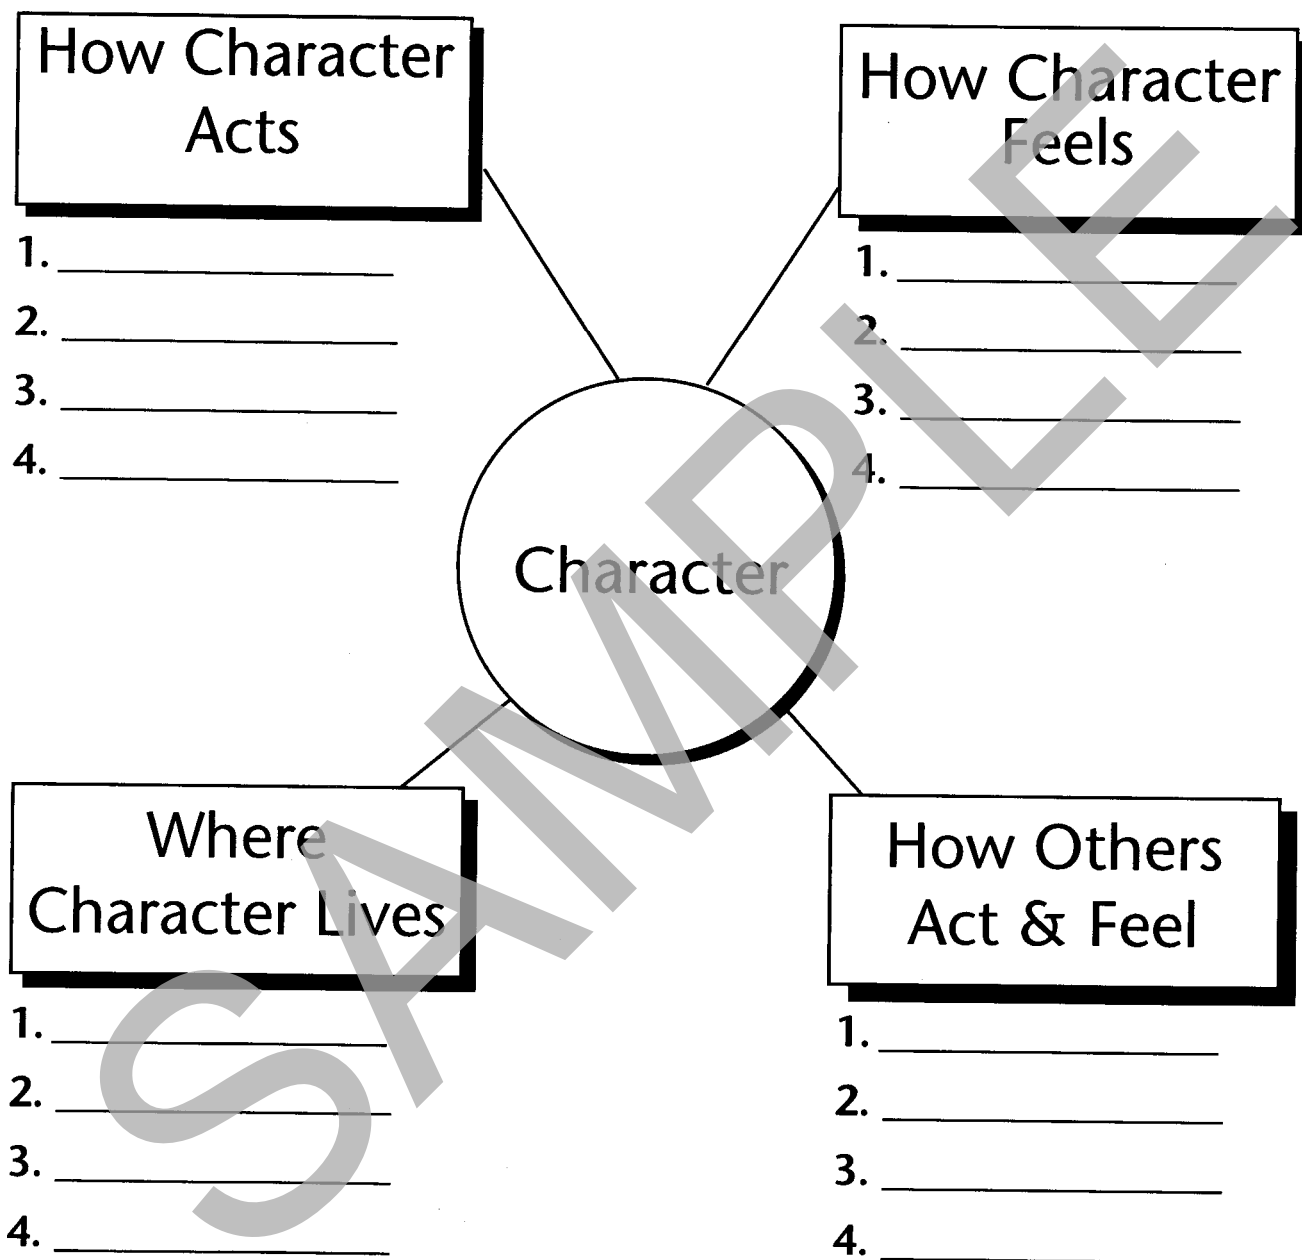 How Character
Acts
1.
2.
3.
4.
How Character
Feels
1.
2.
3.
4.
Character
Where
Character Lives
1.
2.
3.
4.
How Others
Act & Feel
1.
2.
3.
4.
SAMPLE